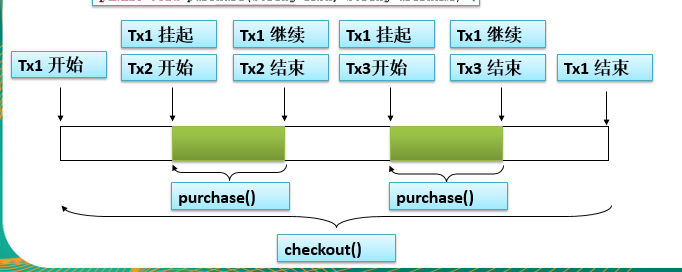 Tx1 挂起
Tx1 继续
Tx1 挂起
Tx1 继续
Tx1 开始
Tx2 开始
Tx2 结束
Tx3开始
Tx3 结束
Tx1 结束
purchase()
purchase()
checkout()